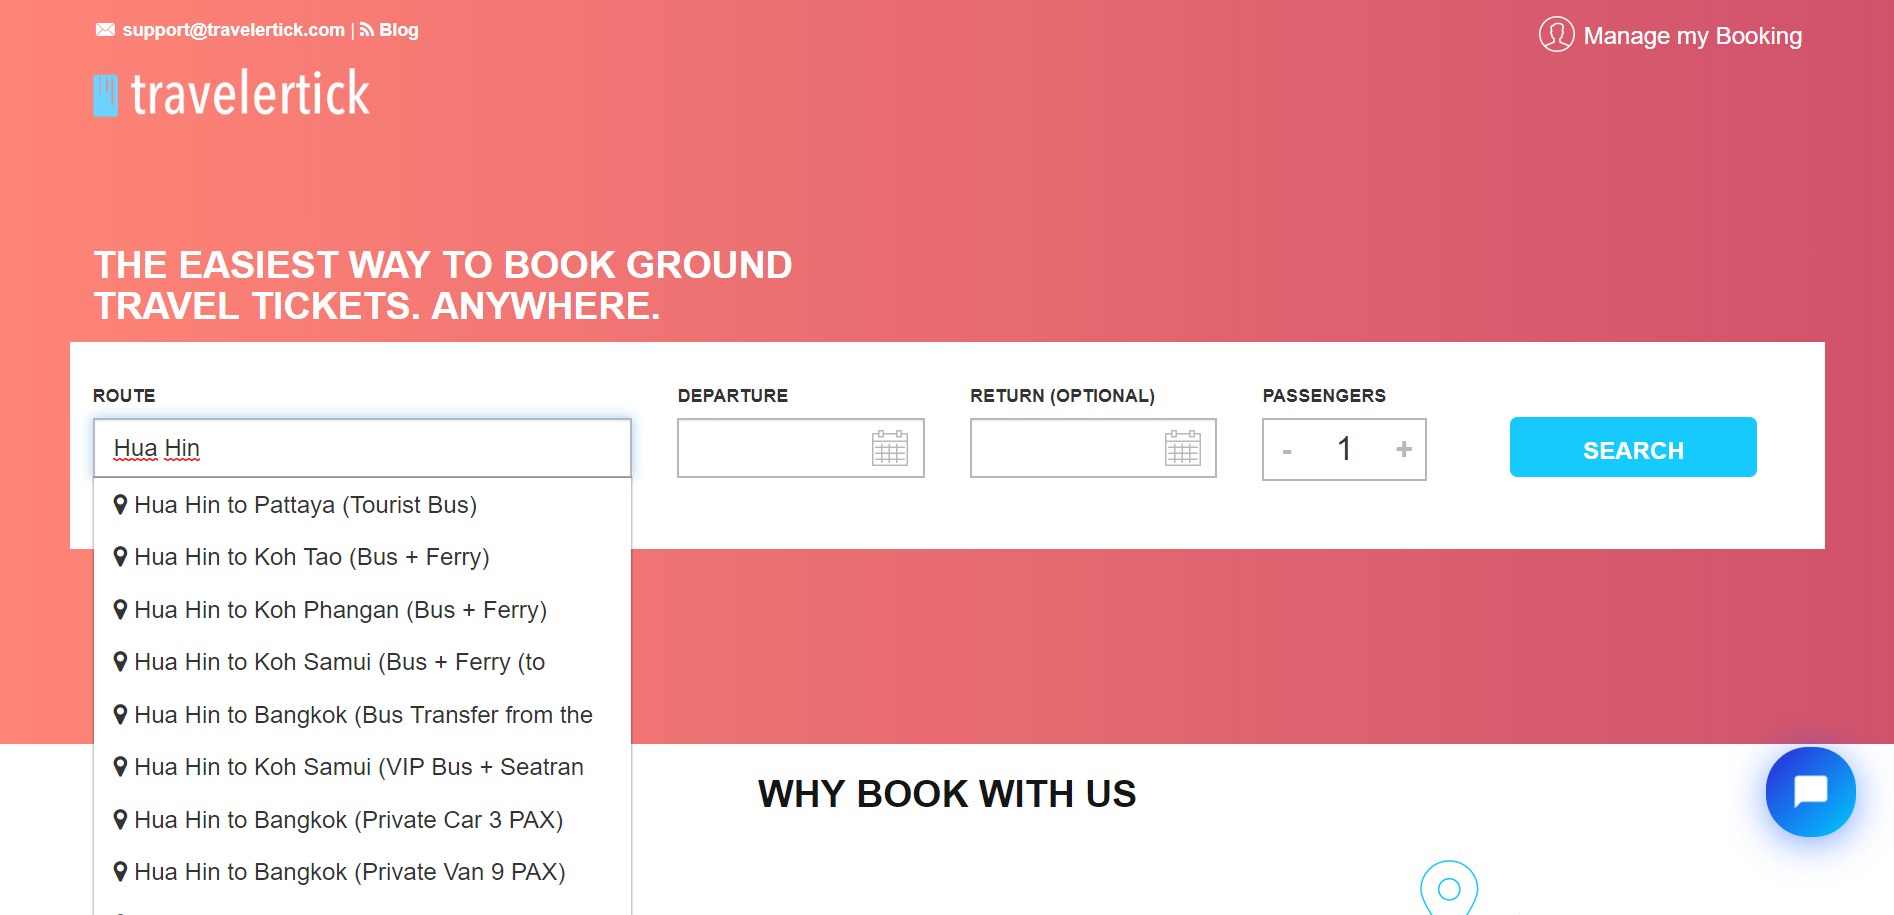 support@travelertick.com | Blog
Manage my Booking
travelertick
THE EASIEST WAY TO BOOK GROUND
TRAVEL TICKETS. ANYWHERE.
ROUTE
DEPARTURE
RETURN (OPTIONAL)
PASSENGERS
Hua Hin
- 1 +
SEARCH
Hua Hin to Pattaya (Tourist Bus)
Hua Hin to Koh Tao (Bus + Ferry)
Hua Hin to Koh Phangan (Bus + Ferry)
Hua Hin to Koh Samui (Bus + Ferry (to
Hua Hin to Bangkok (Bus Transfer from the
Hua Hin to Koh Samui (VIP Bus + Seatran
Hua Hin to Bangkok (Private Car 3 PAX)
Hua Hin to Bangkok (Private Van 9 PAX)
WHY BOOK WITH US